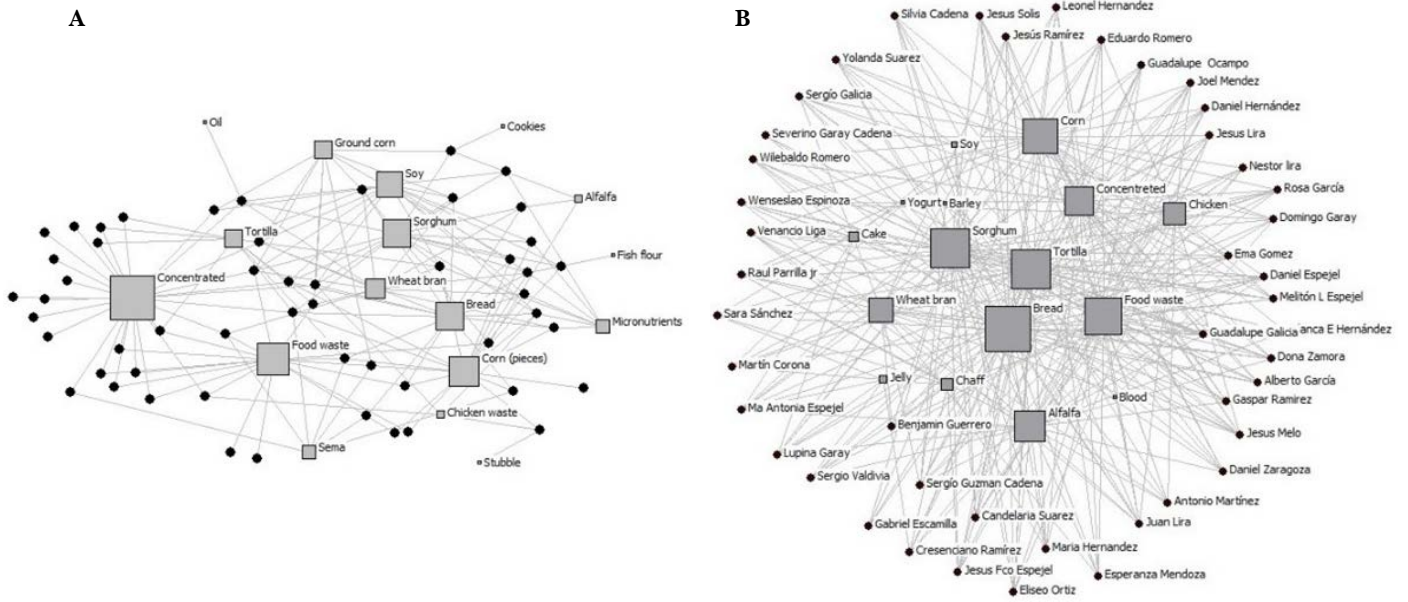 A
Oil
Cookies
Ground corn
Soy
Alfalfa
Sorghum
Tortilla
Fish flour
Concentrated
Wheat bran
Bread
Micronutrients
Food waste
Corn (pieces)
Chicken waste
Sema
Stubble
B
Leonel Hernandez
Silvia Cadena
Jesus Solis
Jesús Ramírez
Eduardo Romero
Yolanda Suarez
Guadalupe Ocampo
Joel Mendez
Sergío Galicia
Daniel Hernández
Corn
Severino Garay Cadena
Jesus Lira
Soy
Wilebaldo Romero
Nestor lira
Concentreted
Rosa García
Wenseslao Espinoza
Yogurt
Barley
Chicken
Domingo Garay
Venancio Liga
Cake
Sorghum
Tortilla
Ema Gomez
Raul Parrilla jr
Daniel Espejel
Wheat bran
Food waste
Melitón L Espejel
Sara Sánchez
Bread
Guadalupe Galicia
anca E Hernández
Dona Zamora
Martín Corona
Jelly
Chaff
Alberto García
Blood
Gaspar Ramirez
Ma Antonia Espejel
Alfalfa
Benjamin Guerrero
Jesus Melo
Lupina Garay
Daniel Zaragoza
Sergio Valdivia
Sergío Guzman Cadena
Antonio Martínez
Candelaria Suarez
Juan Lira
Gabriel Escamilla
Cresenciano Ramírez
Maria Hernandez
Jesus Fco Espejel
Esperanza Mendoza
Eliseo Ortiz